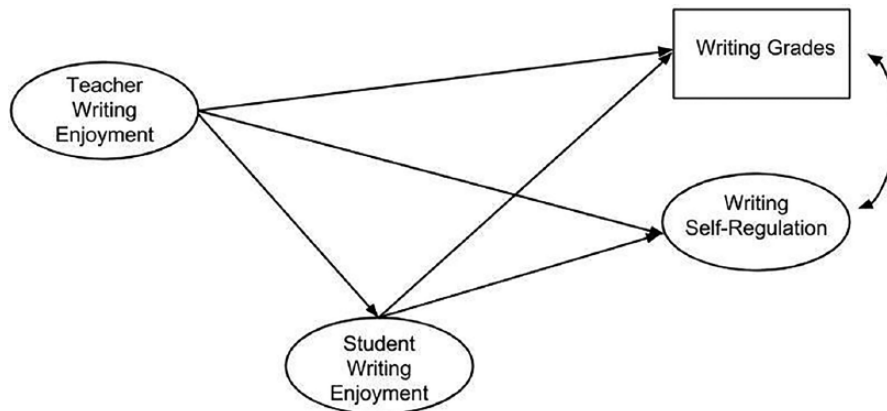 Writing Grades
Teacher
Writing
Enjoyment
Writing
Self-Regulation
Student
Writing
Enjoyment